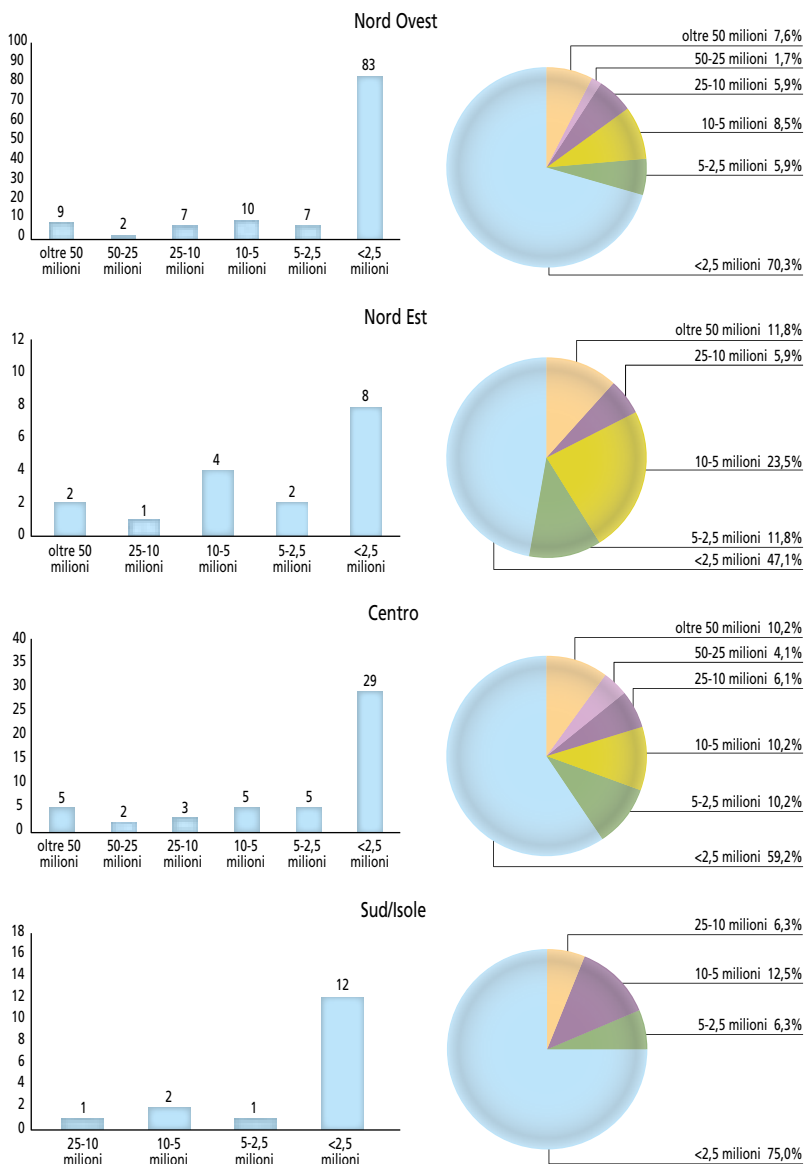 Nord Ovest
100
90
80
70
60
50
40
30
20
10
0
9
2
7
10
7
83
oltre 50 milioni
50-25 milioni
25-10 milioni
10-5 milioni
5-2,5 milioni
<2,5 milioni
oltre 50 milioni 7,6%
50-25 milioni 1,7%
25-10 milioni 5,9%
10-5 milioni 8,5%
5-2,5 milioni 5,9%
<2,5 milioni 70,3%
Nord Est
12
10
8
6
4
2
0
2
1
4
2
8
oltre 50 milioni
25-10 milioni
10-5 milioni
5-2,5 milioni
<2,5 milioni
oltre 50 milioni 11,8%
25-10 milioni 5,9%
10-5 milioni 23,5%
5-2,5 milioni 11,8%
<2,5 milioni 47,1%
Centro
40
35
30
25
20
15
10
5
0
5
2
3
5
5
29
oltre 50 milioni
50-25 milioni
25-10 milioni
10-5 milioni
5-2,5 milioni
<2,5 milioni
oltre 50 milioni 10,2%
50-25 milioni 4,1%
25-10 milioni 6,1%
10-5 milioni 10,2%
5-2,5 milioni 10,2%
<2,5 milioni 59,2%
Sud/Isole
18
16
14
12
10
8
6
4
2
0
1
2
1
12
25-10 milioni
10-5 milioni
5-2,5 milioni
<2,5 milioni
25-10 milioni 6,3%
10-5 milioni 12,5%
5-2,5 milioni 6,3%
<2,5 milioni 75,0%